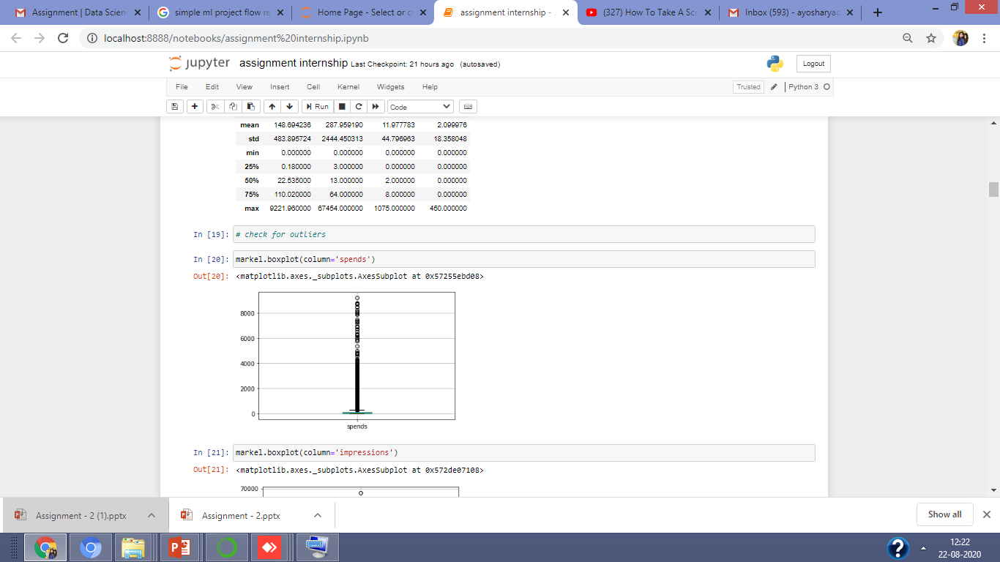 Assignment | Data Scien
simple ml project flow re
Home Page - Select or c
assignment internship - J
(327) How To Take A Scr
Inbox (593) - ayosharyac
localhost:8888/notebooks/assignment%20internship.ipynb
jupyter assignment internship Last Checkpoint: 21 hours ago (autosaved)
Logout
File Edit View Insert Cell Kernel Widgets Help
Trusted Python 3
Run Code
mean 148.694236 287.959190 11.977783 2.099976
std 483.895724 2444.450313 44.796963 18.358048
min 0.000000 0.000000 0.000000 0.000000
25% 0.180000 3.000000 0.000000 0.000000
50% 22.535000 13.000000 2.000000 0.000000
75% 110.020000 64.000000 8.000000 0.000000
max 9221.960000 67454.000000 1075.000000 450.000000
In [19]: # check for outliers
In [20]: markel.boxplot(column='spends')
Out[20]: <matplotlib.axes._subplots.AxesSubplot at 0x57255ebd08>
8000
6000
4000
2000
0
spends
In [21]: markel.boxplot(column='impressions')
Out[21]: <matplotlib.axes._subplots.AxesSubplot at 0x572de07108>
70000
Assignment - 2 (1).pptx
Assignment - 2.pptx
Show all
12:22
22-08-2020